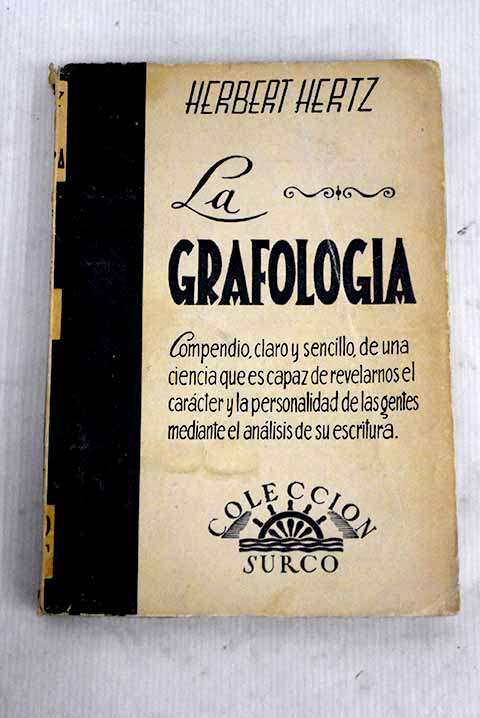 HERBERT HERTZ
La
GRAFOLOGIA
Compendio, claro y sencillo, de una
ciencia que es capaz de revelarnos el
carácter y la personalidad de las gentes
mediante el análisis de su escritura.
COLECCION
SURCO